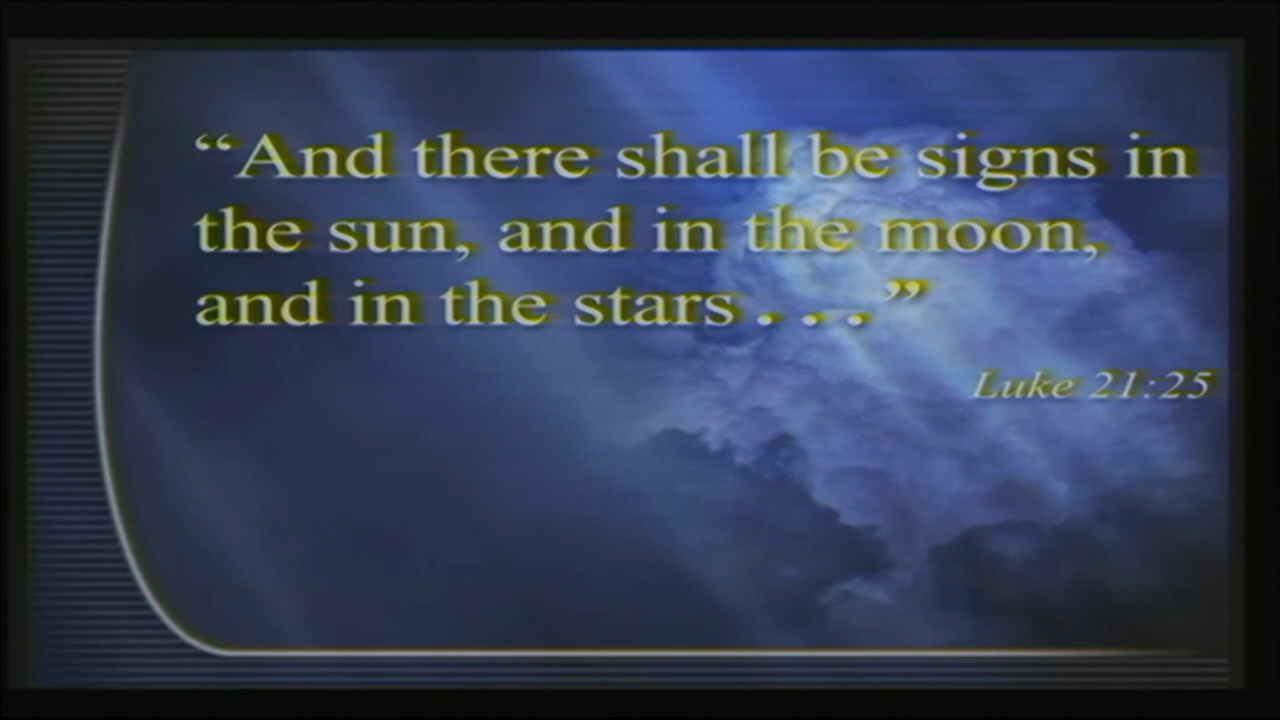 “And there shall be signs in
the sun, and in the moon,
and in the stars . . .”
Luke 21:25